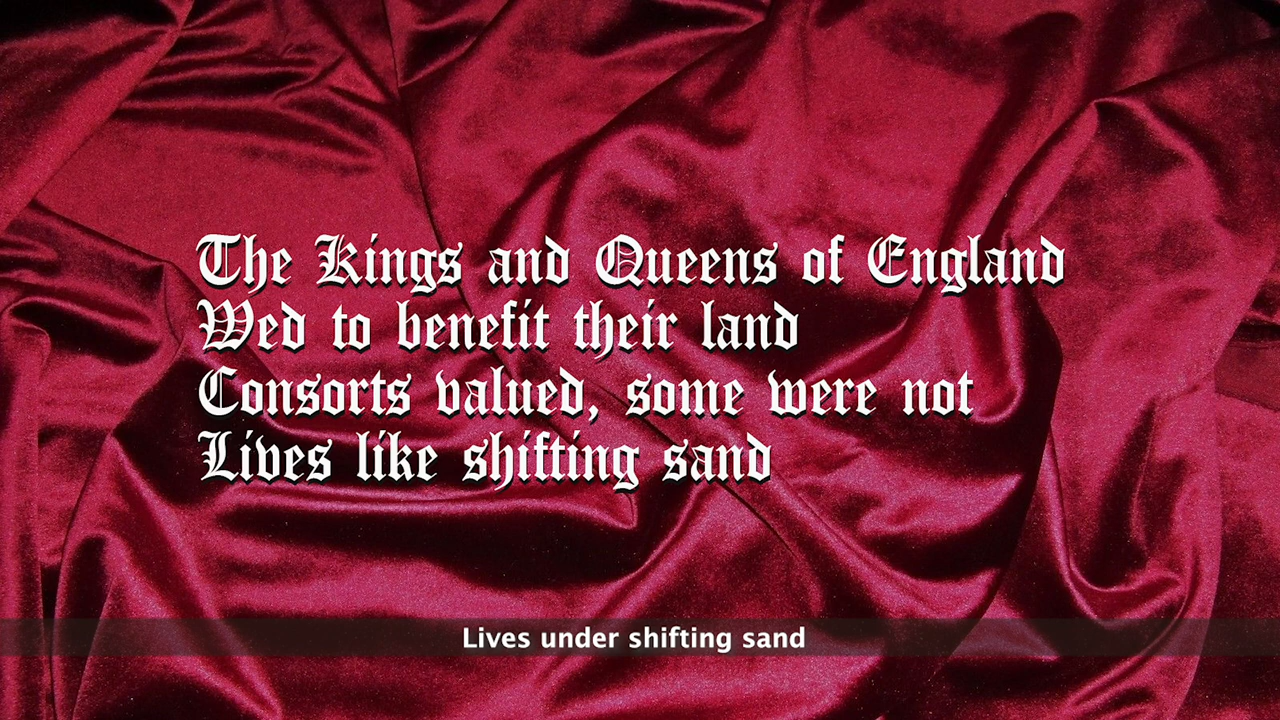 The Kings and Queens of England
Wed to benefit their land
Consorts valued, some were not
Lives like shifting sand
Lives under shifting sand